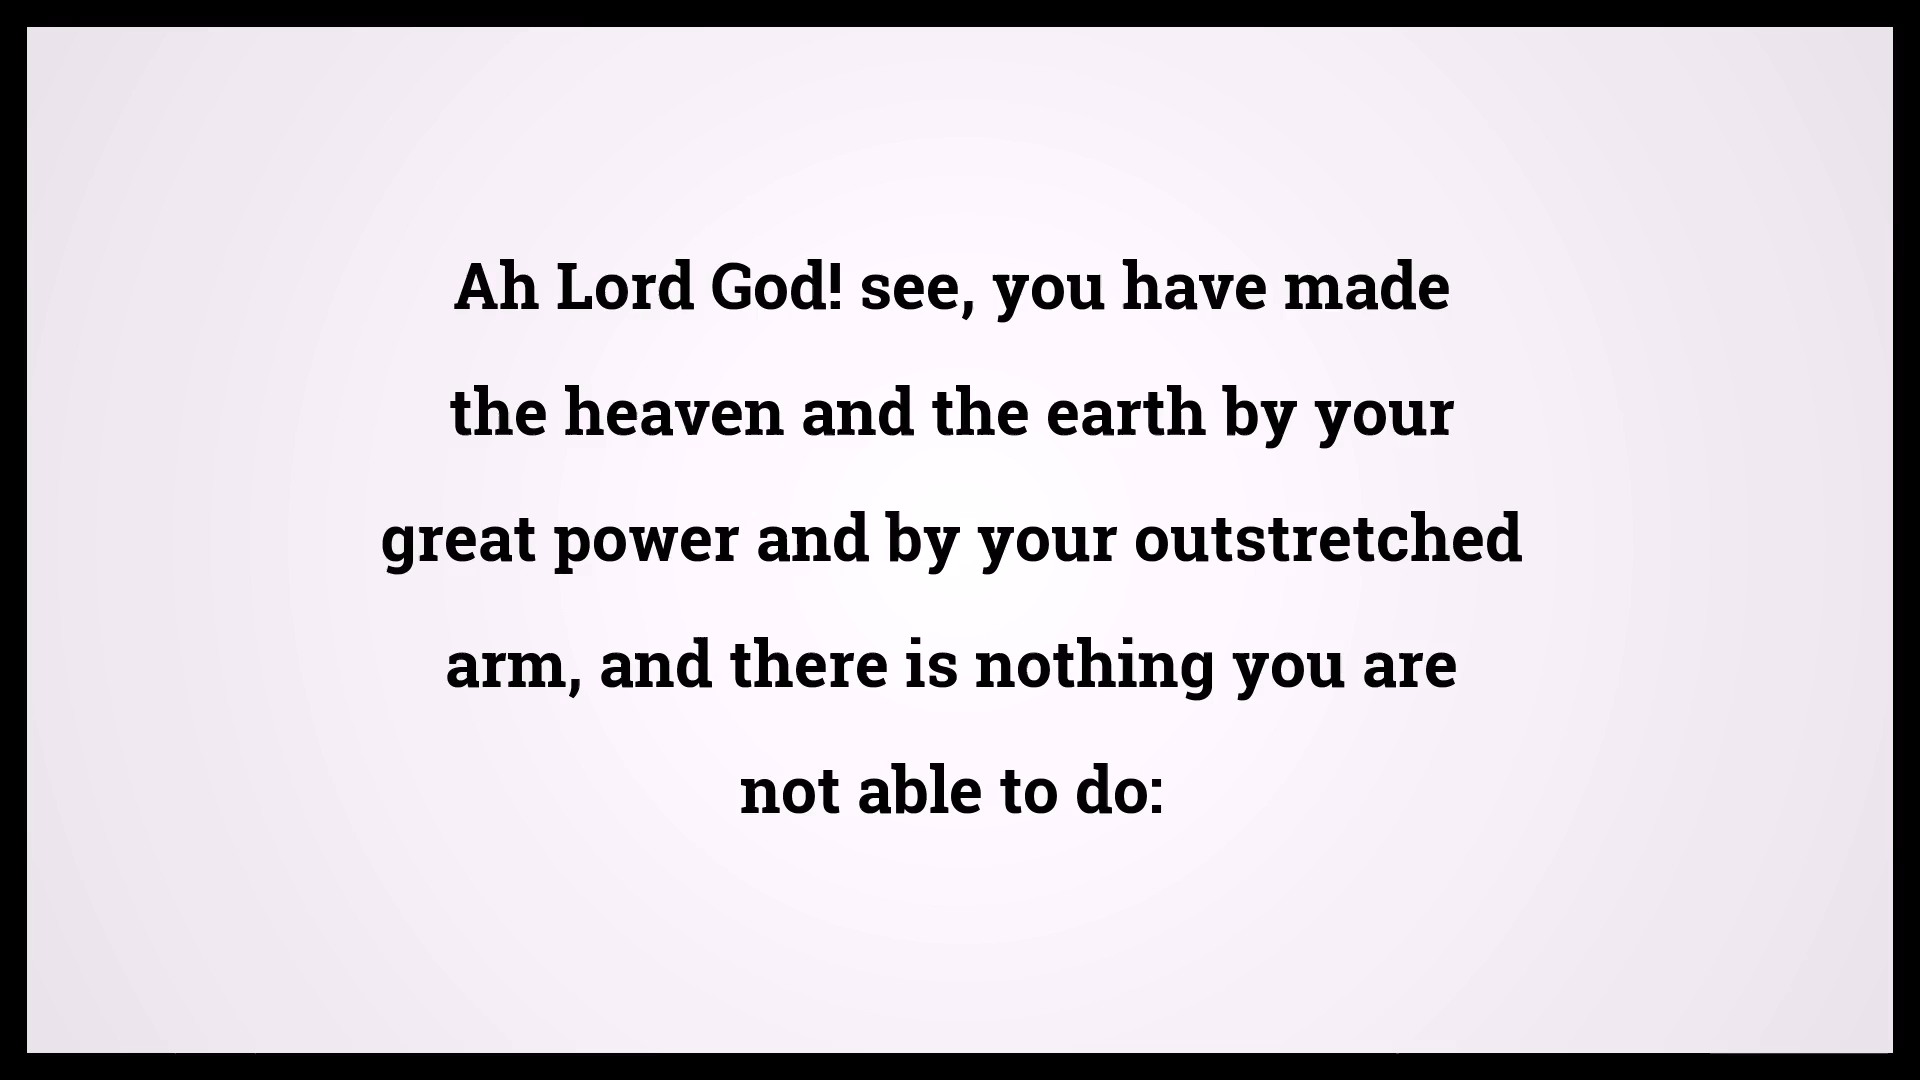 Ah Lord God! see, you have made
the heaven and the earth by your
great power and by your outstretched
arm, and there is nothing you are
not able to do: